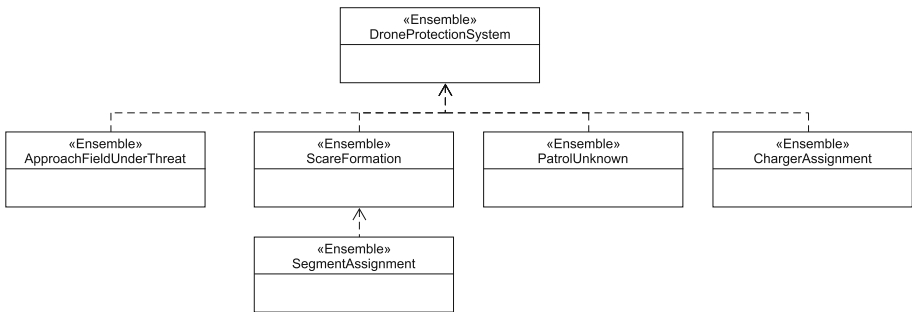 «Ensemble»
DroneProtectionSystem
«Ensemble»
ApproachFieldUnderThreat
«Ensemble»
ScareFormation
«Ensemble»
PatrolUnknown
«Ensemble»
ChargerAssignment
«Ensemble»
SegmentAssignment